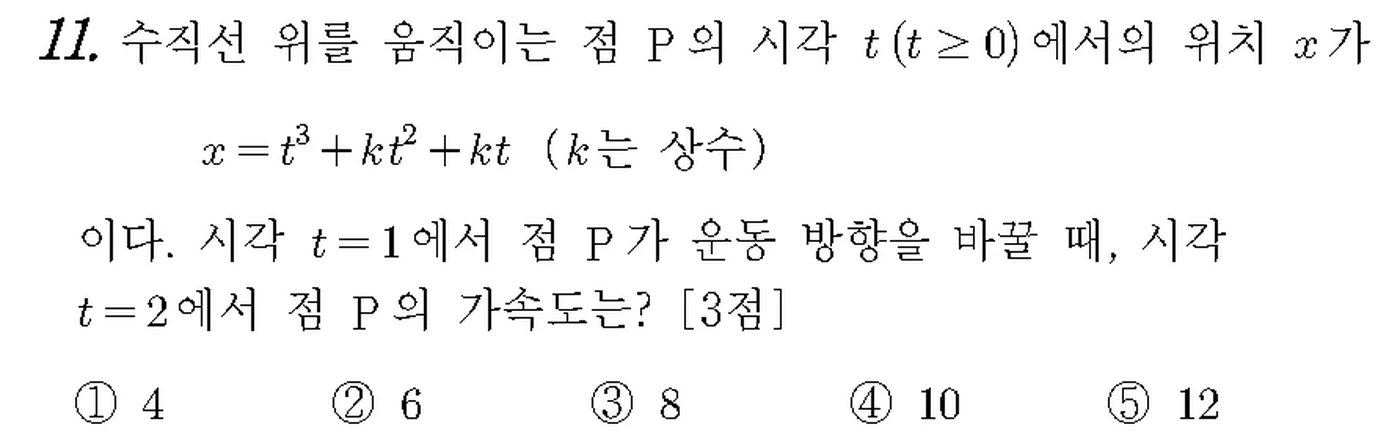 11. 수직선 위를 움직이는 점 P의 시각 t(t ≥ 0)에서의 위치 x가
x = t³ + kt² + kt (k는 상수)
이다. 시각 t = 1에서 점 P가 운동 방향을 바꿀 때, 시각
t = 2에서 점 P의 가속도는? [3점]
① 4 ② 6 ③ 8 ④ 10 ⑤ 12